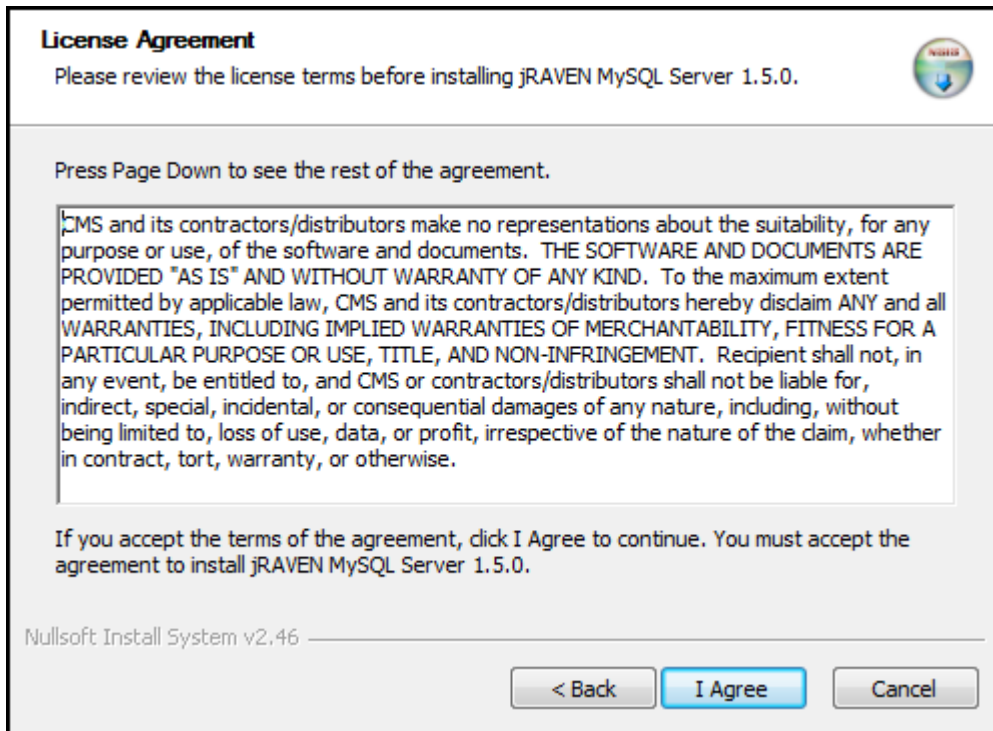 License Agreement
Please review the license terms before installing jRAVEN MySQL Server 1.5.0.
NSIS
Press Page Down to see the rest of the agreement.
CMS and its contractors/distributors make no representations about the suitability, for any
purpose or use, of the software and documents.  THE SOFTWARE AND DOCUMENTS ARE
PROVIDED "AS IS" AND WITHOUT WARRANTY OF ANY KIND.  To the maximum extent
permitted by applicable law, CMS and its contractors/distributors hereby disclaim ANY and all
WARRANTIES, INCLUDING IMPLIED WARRANTIES OF MERCHANTABILITY, FITNESS FOR A
PARTICULAR PURPOSE OR USE, TITLE, AND NON-INFRINGEMENT.  Recipient shall not, in
any event, be entitled to, and CMS or contractors/distributors shall not be liable for,
indirect, special, incidental, or consequential damages of any nature, including, without
being limited to, loss of use, data, or profit, irrespective of the nature of the claim, whether
in contract, tort, warranty, or otherwise.
If you accept the terms of the agreement, click I Agree to continue. You must accept the
agreement to install jRAVEN MySQL Server 1.5.0.
Nullsoft Install System v2.46
< Back
I Agree
Cancel